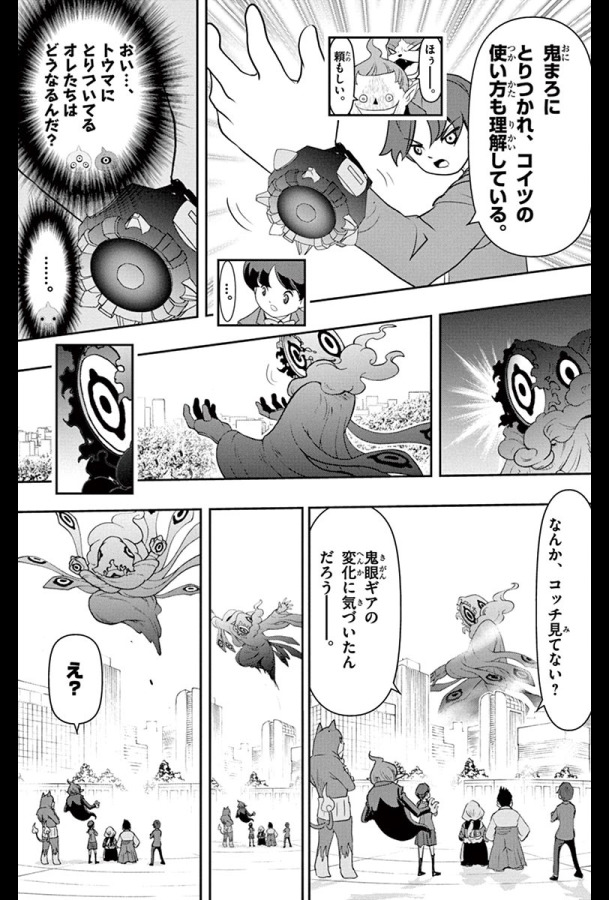 鬼まろに
とりつかれ、コイツの
使い方も理解している。
ほぅ――。
頼もしい。
おい…、
トウマに
とりついてる
オレたちは
どうなるんだ?
…。
……。
なんか、コッチ見てない?
鬼眼ギアの
変化に気づいたん
だろう――。
え?